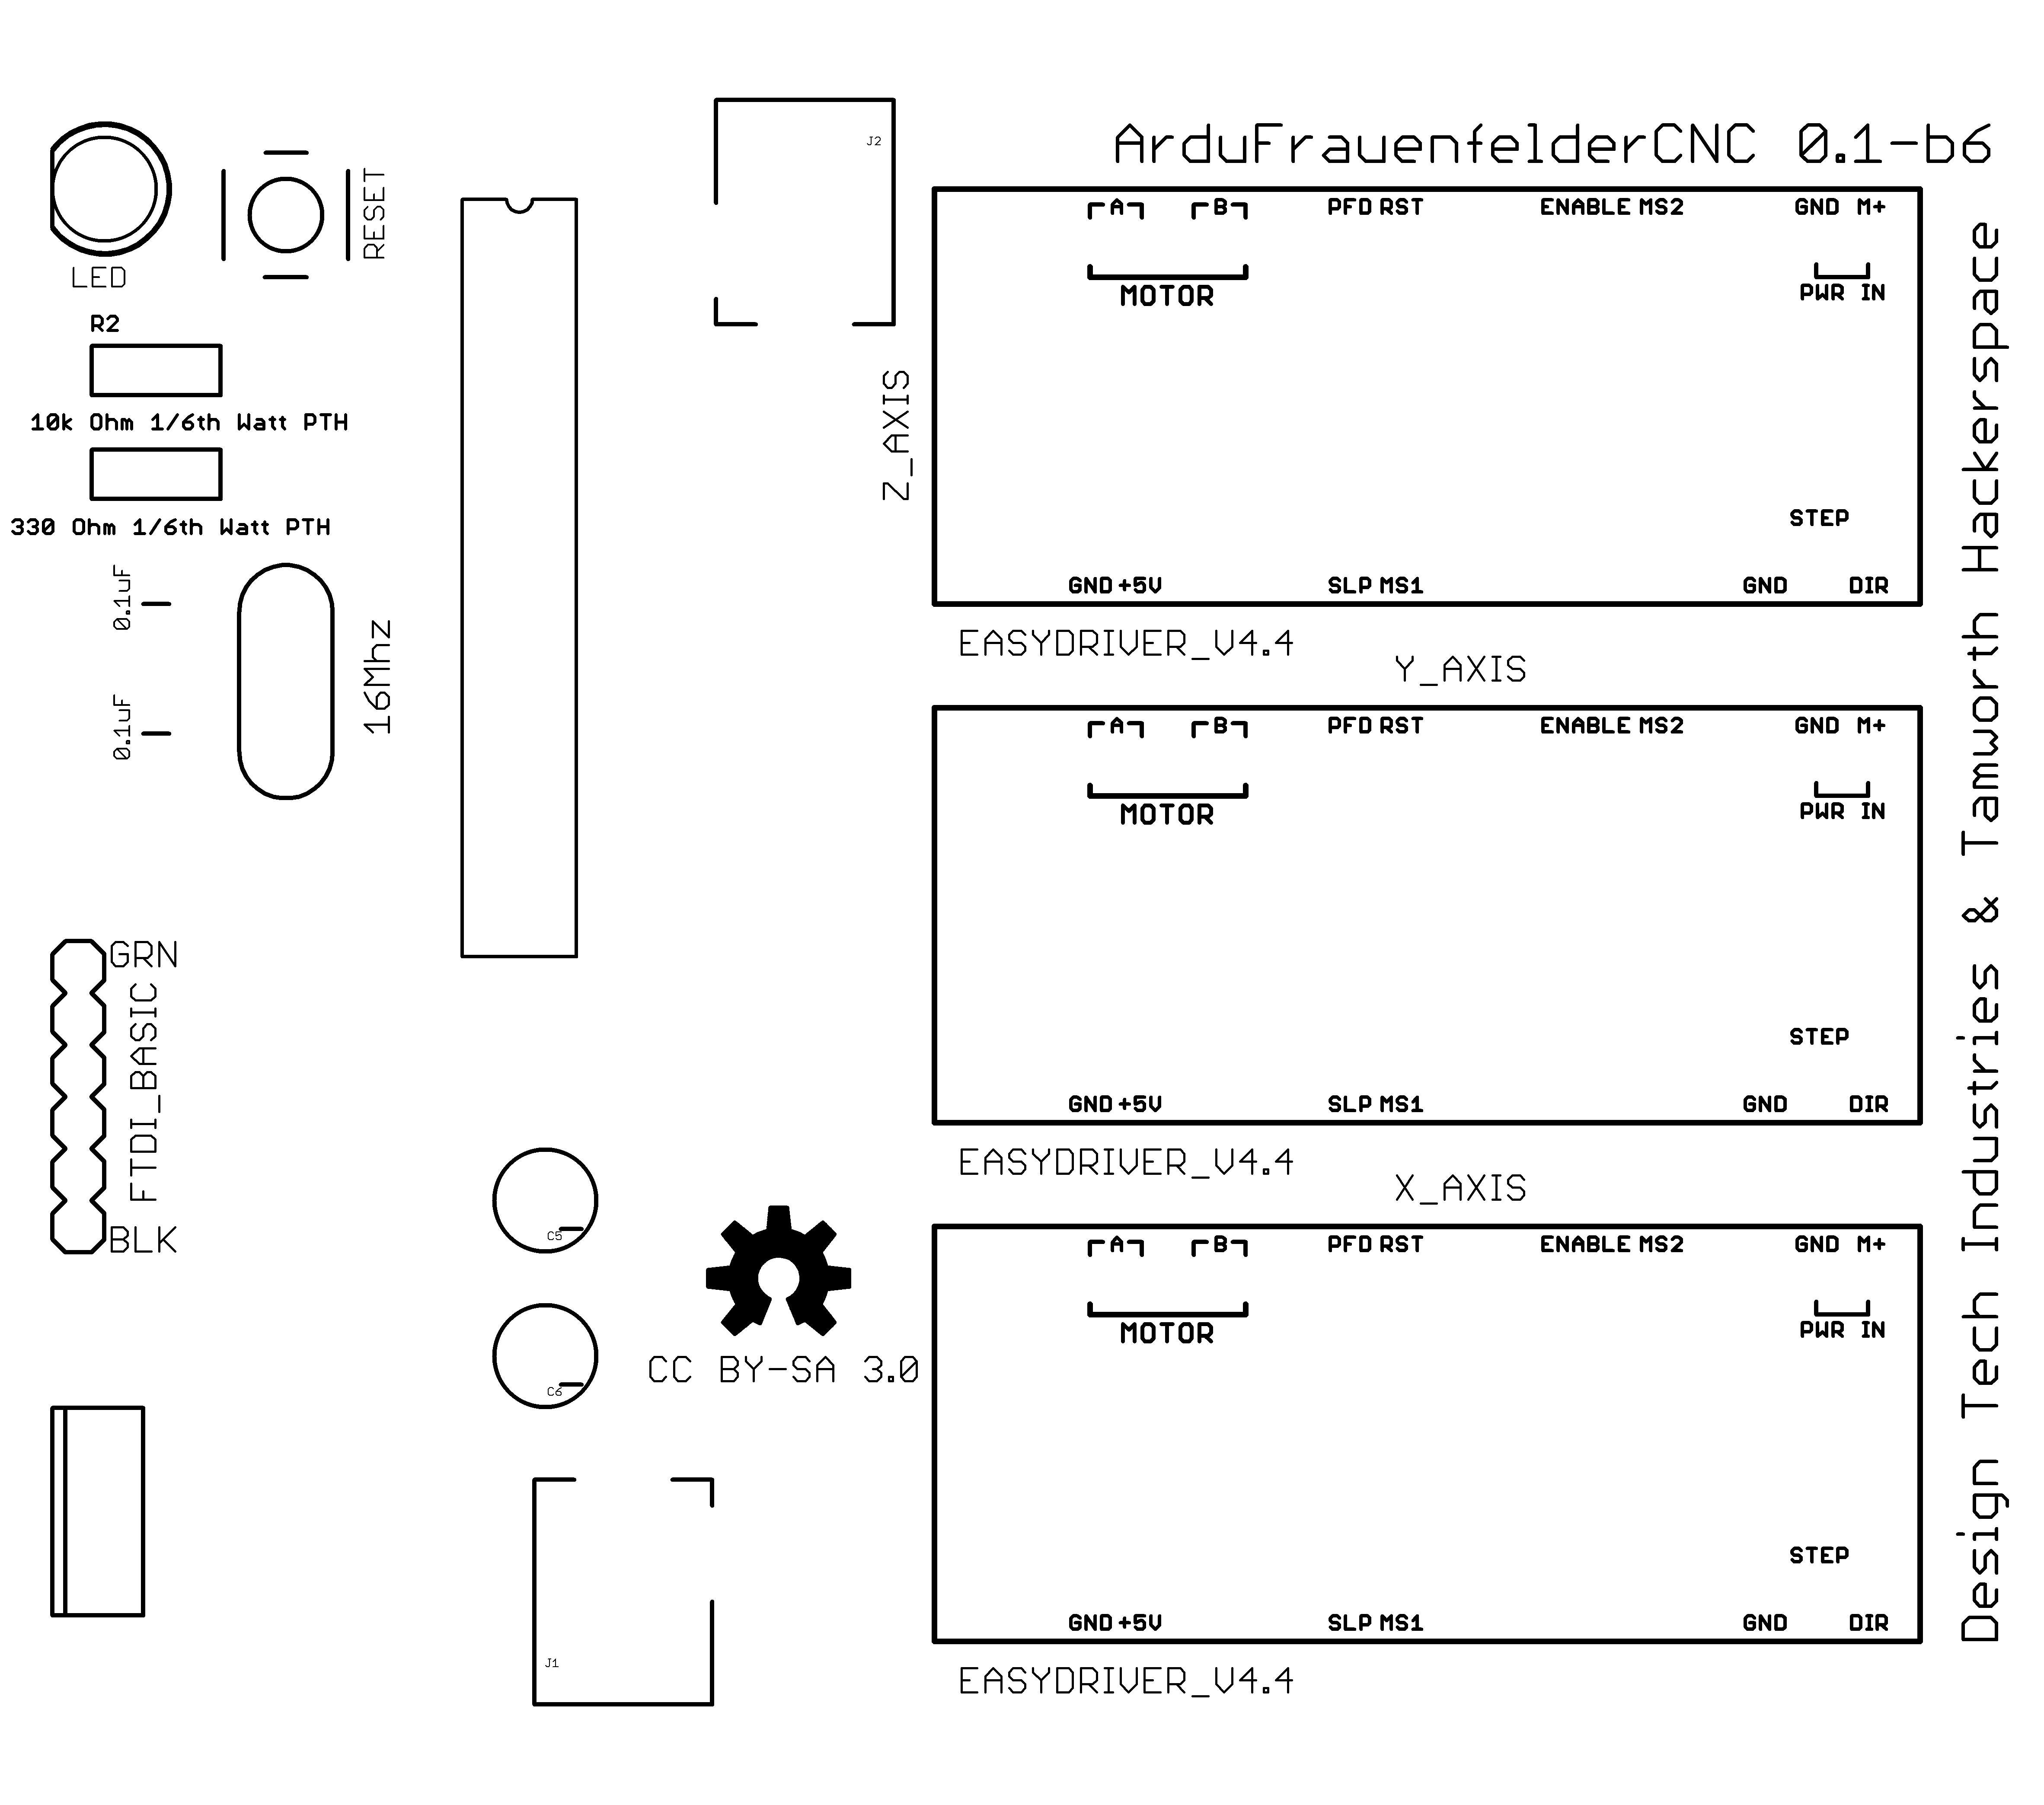 ArduFrauenfelderCNC 0.1-b6
J2
LED
RESET
R2
10k Ohm 1/6th Watt PTH
330 Ohm 1/6th Watt PTH
0.1uF
0.1uF
16Mhz
GRN
FTDI_BASIC
BLK
C5
C6
CC BY-SA 3.0
J1
Z_AXIS
A B PFD RST ENABLE MS2 GND M+
MOTOR PWR IN
STEP
GND +5V SLP MS1 GND DIR
EASYDRIVER_V4.4
Y_AXIS
A B PFD RST ENABLE MS2 GND M+
MOTOR PWR IN
STEP
GND +5V SLP MS1 GND DIR
EASYDRIVER_V4.4
X_AXIS
A B PFD RST ENABLE MS2 GND M+
MOTOR PWR IN
STEP
GND +5V SLP MS1 GND DIR
EASYDRIVER_V4.4
Design Tech Industries & Tamworth Hackerspace